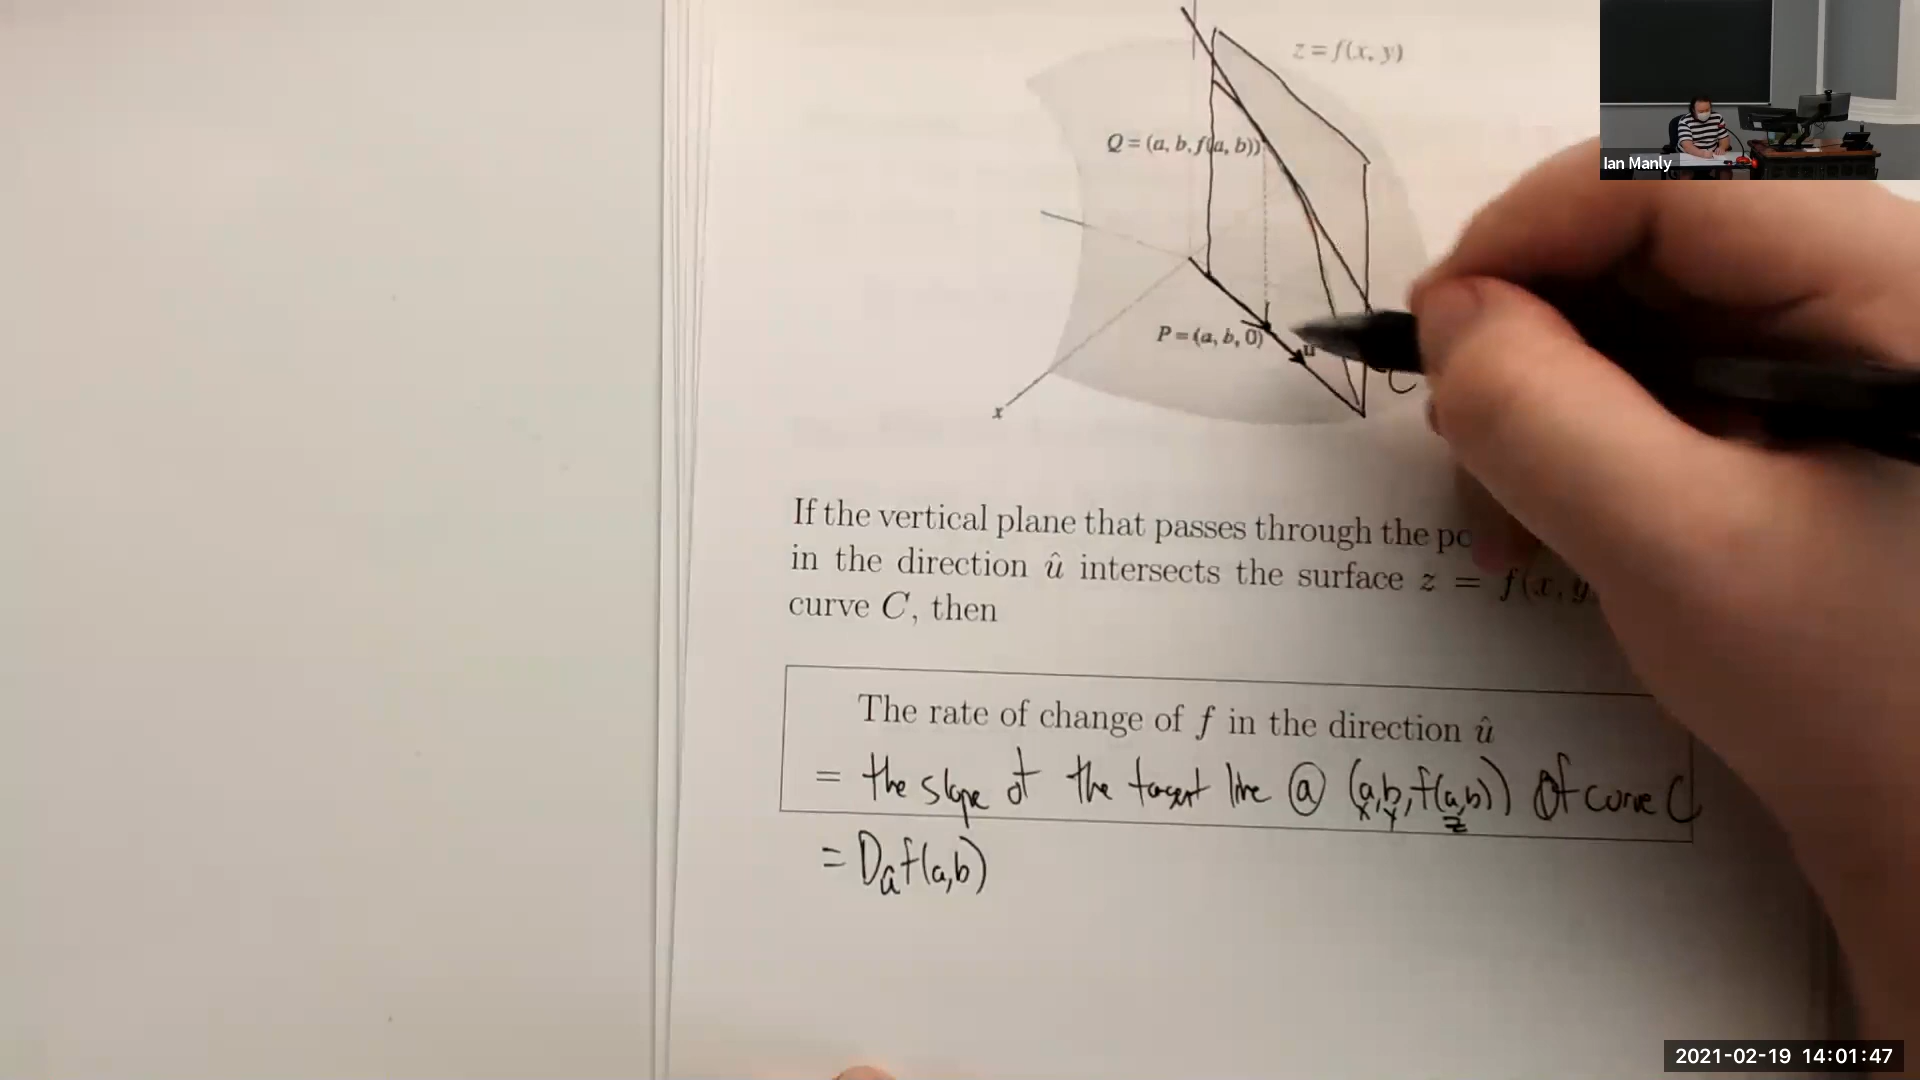 z = f(x, y)
Q = (a, b, f(a, b))
Ian Manly
P = (a, b, 0)
u
C
x
If the vertical plane that passes through the
in the direction û intersects the surface z = f(x, y
curve C, then
The rate of change of f in the direction û
= the slope of the tangent line @ (a,b,f(a,b)) Of curve C
x y z
= Dûf(a,b)
2021-02-19 14:01:47